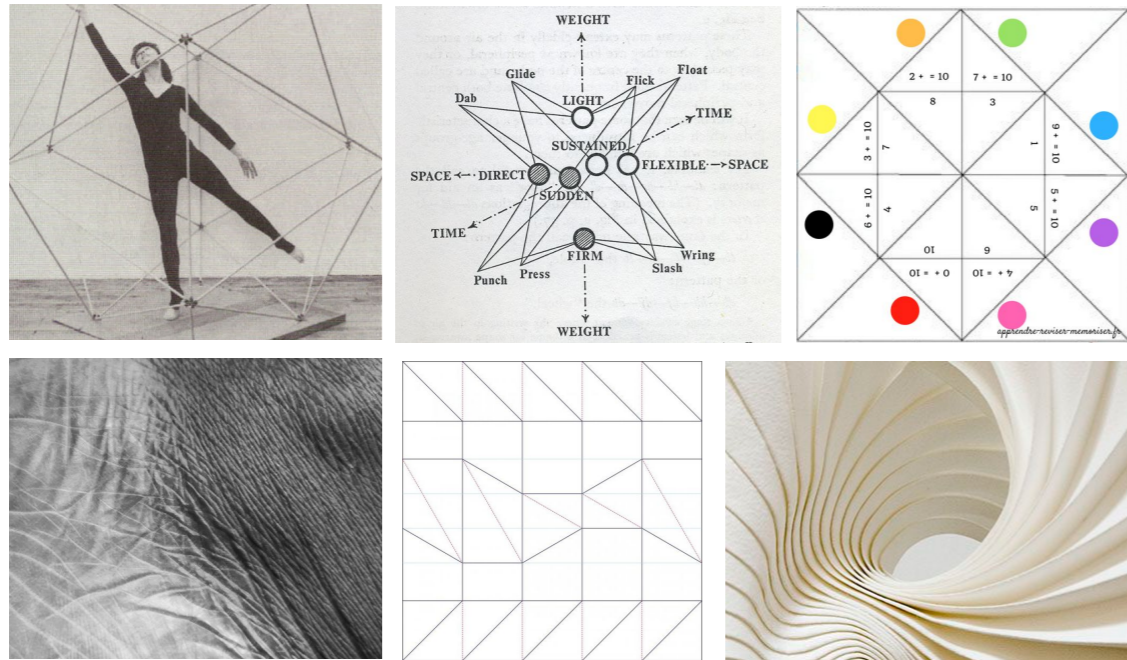 WEIGHT
Glide
Flick
Float
Dab
LIGHT
TIME
SUSTAINED
SPACE
DIRECT
FLEXIBLE
SPACE
SUDDEN
TIME
FIRM
Punch
Press
Slash
Wring
WEIGHT
2 + = 10
7 + = 10
8
3
3 + = 10
7
1
9 + = 10
6 + = 10
4
5
5 + = 10
10
6
0 + = 10
4 + = 10
apprendre-reviser-memoriser.fr